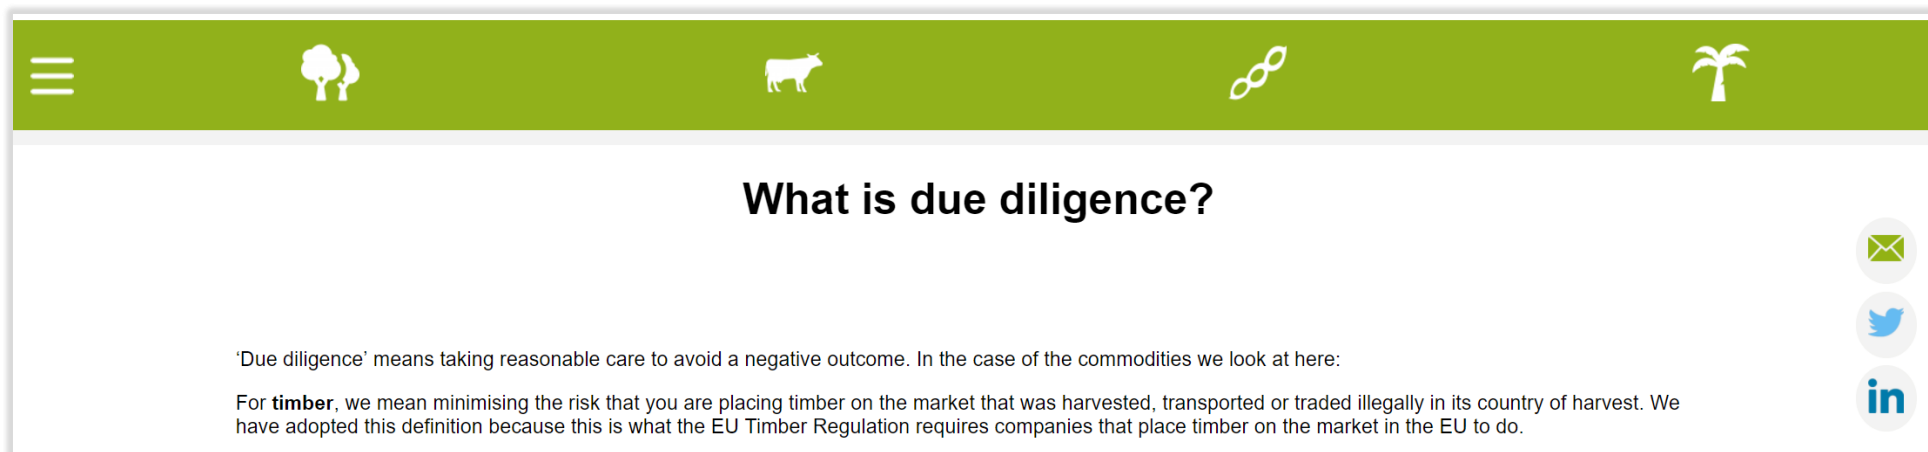 What is due diligence?
‘Due diligence’ means taking reasonable care to avoid a negative outcome. In the case of the commodities we look at here:
For timber, we mean minimising the risk that you are placing timber on the market that was harvested, transported or traded illegally in its country of harvest. We
have adopted this definition because this is what the EU Timber Regulation requires companies that place timber on the market in the EU to do.
in